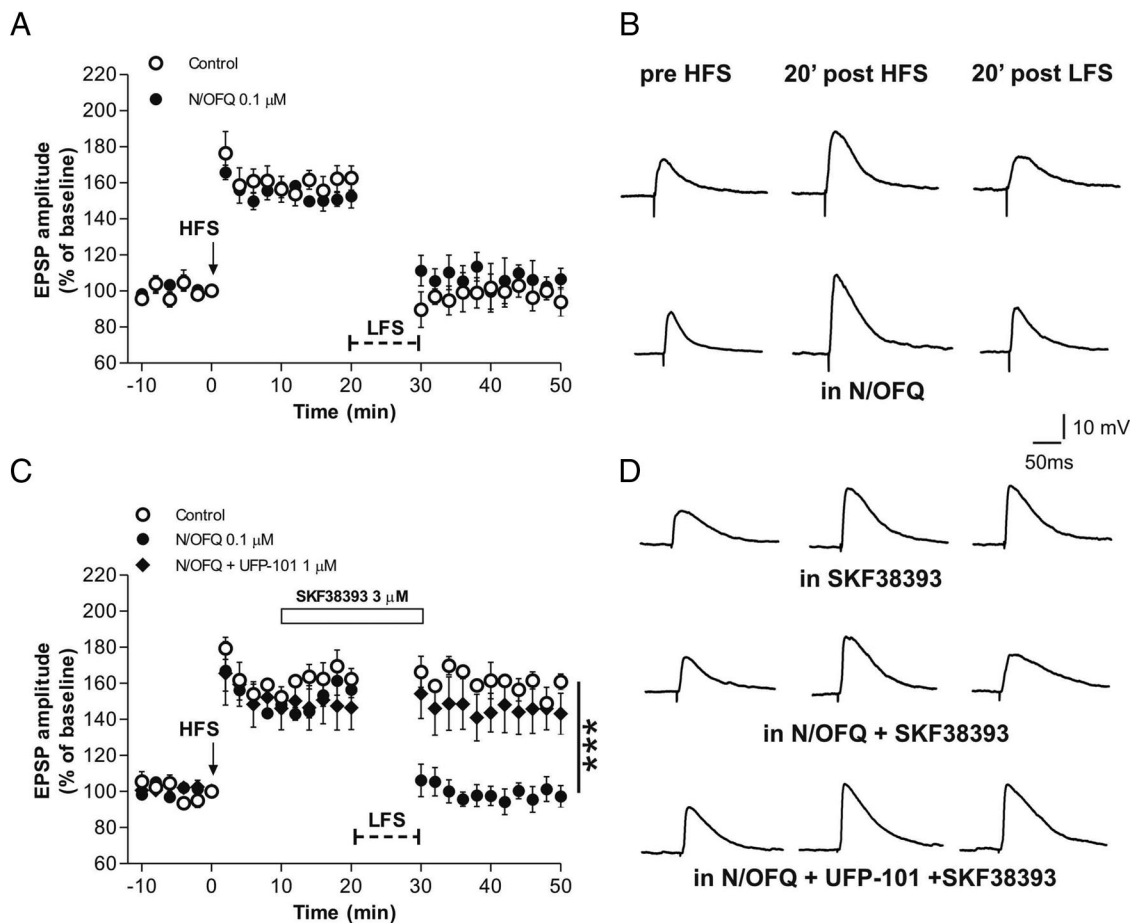 A
Control
N/OFQ 0.1 μM
220
200
180
160
140
120
100
80
60
EPSP amplitude
(% of baseline)
HFS
LFS
-10 0 10 20 30 40 50
Time (min)
B
pre HFS 20' post HFS 20' post LFS
in N/OFQ
10 mV
50ms
C
Control
N/OFQ 0.1 μM
N/OFQ + UFP-101 1 μM
220
200
180
160
140
120
100
80
60
EPSP amplitude
(% of baseline)
SKF38393 3 μM
HFS
LFS
***
-10 0 10 20 30 40 50
Time (min)
D
in SKF38393
in N/OFQ + SKF38393
in N/OFQ + UFP-101 +SKF38393